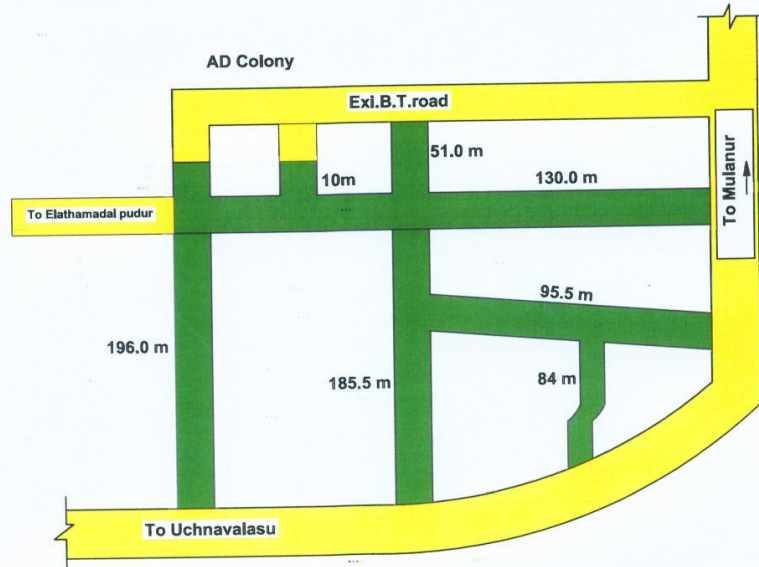 AD Colony
Exi.B.T.road
51.0 m
10m
130.0 m
To Mulanur
To Elathamadal pudur
95.5 m
196.0 m
185.5 m
84 m
To Uchnavalasu